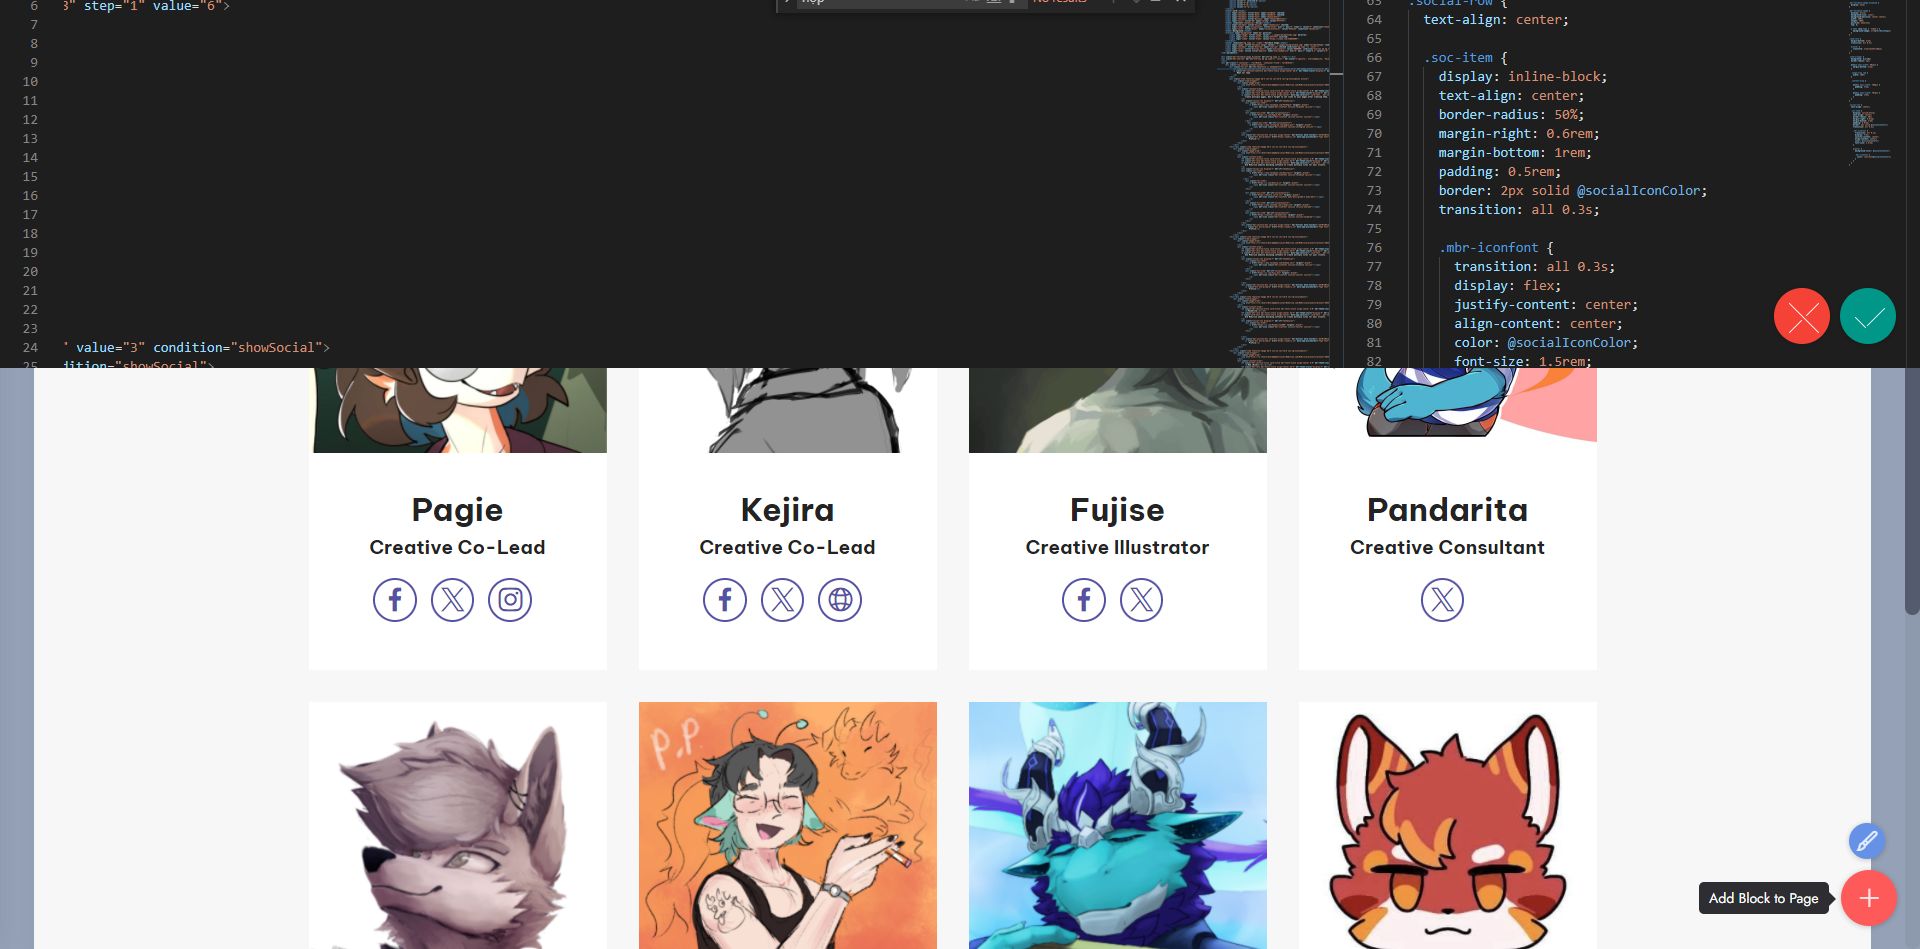 6 3" step="1" value="6">
7
8
9
10
11
12
13
14
15
16
17
18
19
20
21
22
23
24 " value="3" condition="showSocial">
25 dition="showSocial">
No results
63 .social-row {
64 text-align: center;
65
66 .soc-item {
67 display: inline-block;
68 text-align: center;
69 border-radius: 50%;
70 margin-right: 0.6rem;
71 margin-bottom: 1rem;
72 padding: 0.5rem;
73 border: 2px solid @socialIconColor;
74 transition: all 0.3s;
75
76 .mbr-iconfont {
77 transition: all 0.3s;
78 display: flex;
79 justify-content: center;
80 align-content: center;
81 color: @socialIconColor;
82 font-size: 1.5rem;
Pagie
Creative Co-Lead
Kejira
Creative Co-Lead
Fujise
Creative Illustrator
Pandarita
Creative Consultant
P.P.
Add Block to Page